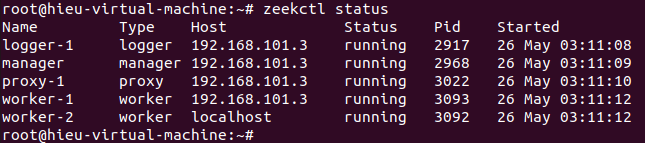 root@hieu-virtual-machine:~# zeekctl status
Name         Type    Host             Status    Pid    Started
logger-1     logger  192.168.101.3    running   2917   26 May 03:11:08
manager      manager 192.168.101.3    running   2968   26 May 03:11:09
proxy-1      proxy   192.168.101.3    running   3022   26 May 03:11:10
worker-1     worker  192.168.101.3    running   3093   26 May 03:11:12
worker-2     worker  localhost        running   3092   26 May 03:11:12
root@hieu-virtual-machine:~#